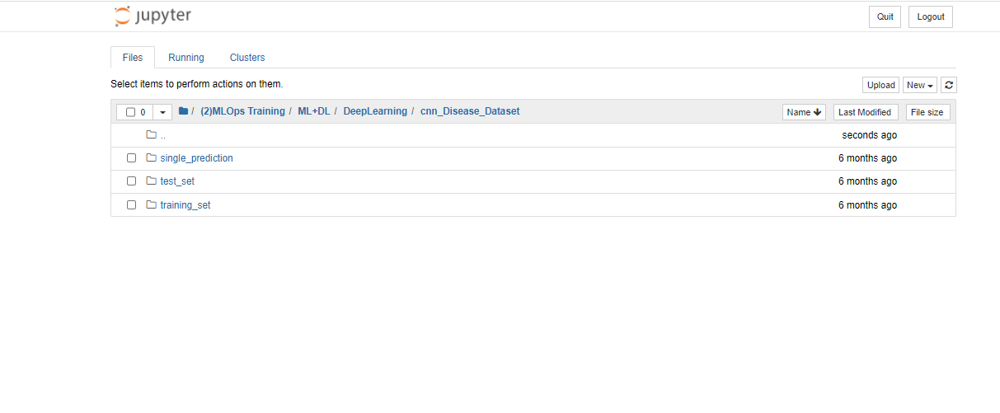 jupyter Quit Logout
Files Running Clusters
Select items to perform actions on them. Upload New
0 / (2)MLOps Training / ML+DL / DeepLearning / cnn_Disease_Dataset Name Last Modified File size
.. seconds ago
single_prediction 6 months ago
test_set 6 months ago
training_set 6 months ago